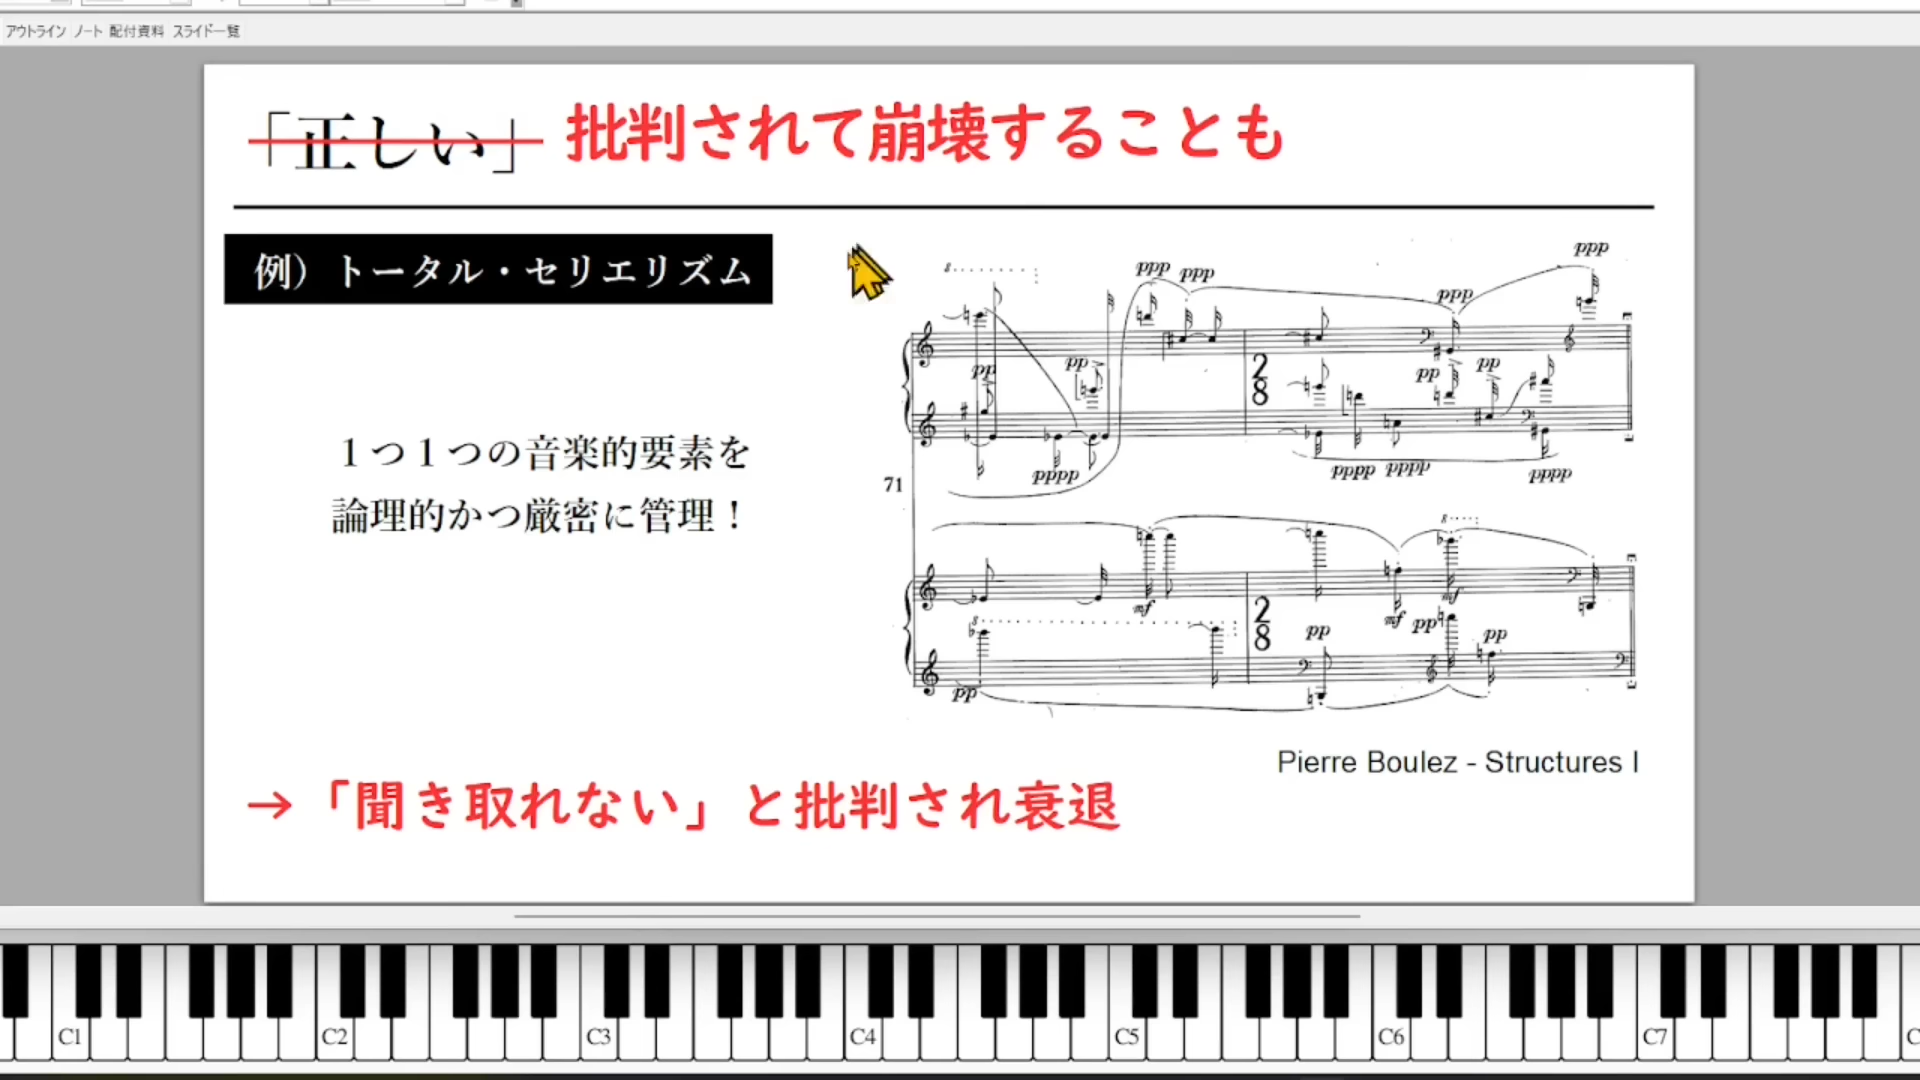 アウトライン ノート 配付資料 スライド一覧
「正しい」 批判されて崩壊することも
例）トータル・セリエリズム
１つ１つの音楽的要素を
論理的かつ厳密に管理！
8 ppp ppp ppp ppp
pp pp pp pp
2
8
pppp pppp pppp pppp
71
8
mf mf mf
8 pp pp pp
2
8
pp
Pierre Boulez - Structures I
→「聞き取れない」と批判され衰退
C1 C2 C3 C4 C5 C6 C7 C